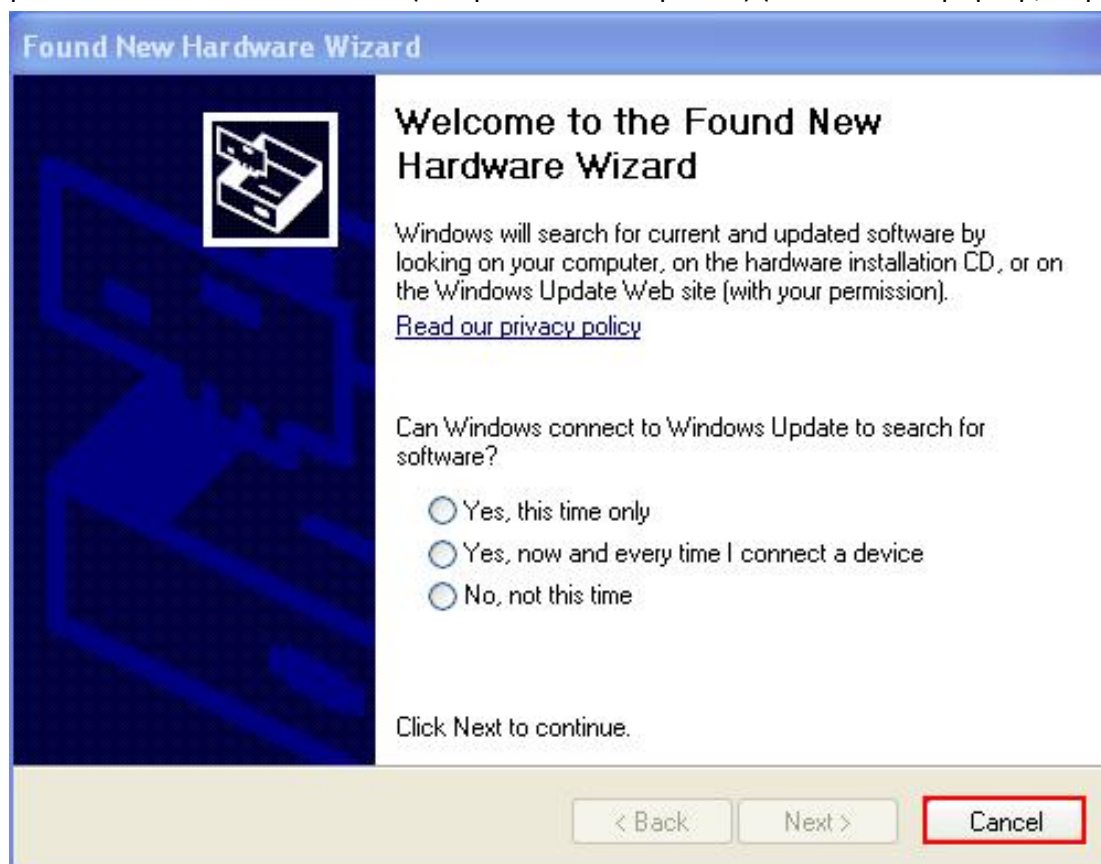 Found New Hardware Wizard
Welcome to the Found New
Hardware Wizard
Windows will search for current and updated software by
looking on your computer, on the hardware installation CD, or on
the Windows Update Web site (with your permission).
Read our privacy policy
Can Windows connect to Windows Update to search for
software?
Yes, this time only
Yes, now and every time I connect a device
No, not this time
Click Next to continue.
< Back Next > Cancel